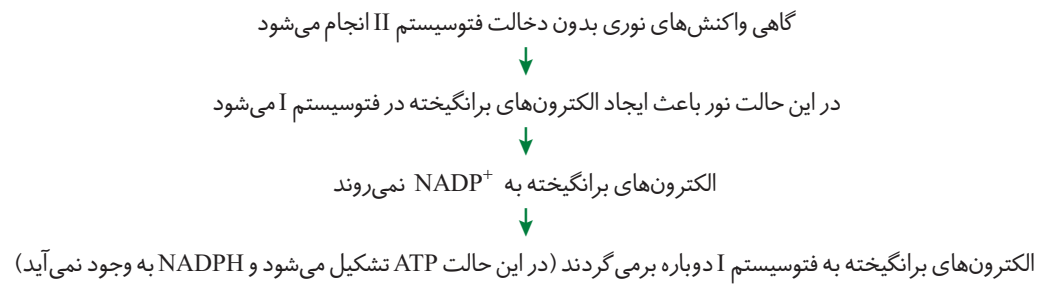 گاهی واکنش‌های نوری بدون دخالت فتوسیستم II انجام می‌شود
در این حالت نور باعث ایجاد الکترون‌های برانگیخته در فتوسیستم I می‌شود
الکترون‌های برانگیخته به NADP⁺ نمی‌روند
الکترون‌های برانگیخته به فتوسیستم I دوباره برمی‌گردند (در این حالت ATP تشکیل می‌شود و NADPH به وجود نمی‌آید)